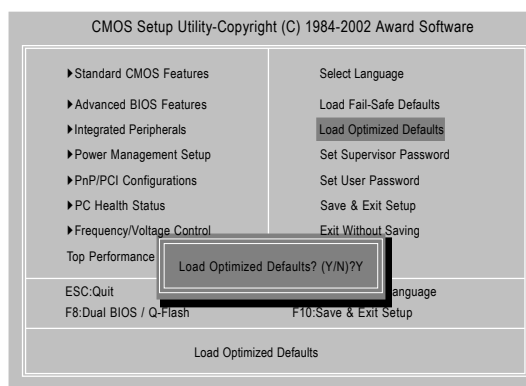 CMOS Setup Utility-Copyright (C) 1984-2002 Award Software
▶Standard CMOS Features
▶Advanced BIOS Features
▶Integrated Peripherals
▶Power Management Setup
▶PnP/PCI Configurations
▶PC Health Status
▶Frequency/Voltage Control
Top Performance
Select Language
Load Fail-Safe Defaults
Load Optimized Defaults
Set Supervisor Password
Set User Password
Save & Exit Setup
Exit Without Saving
Load Optimized Defaults? (Y/N)?Y
ESC:Quit
anguage
F8:Dual BIOS / Q-Flash
F10:Save & Exit Setup
Load Optimized Defaults